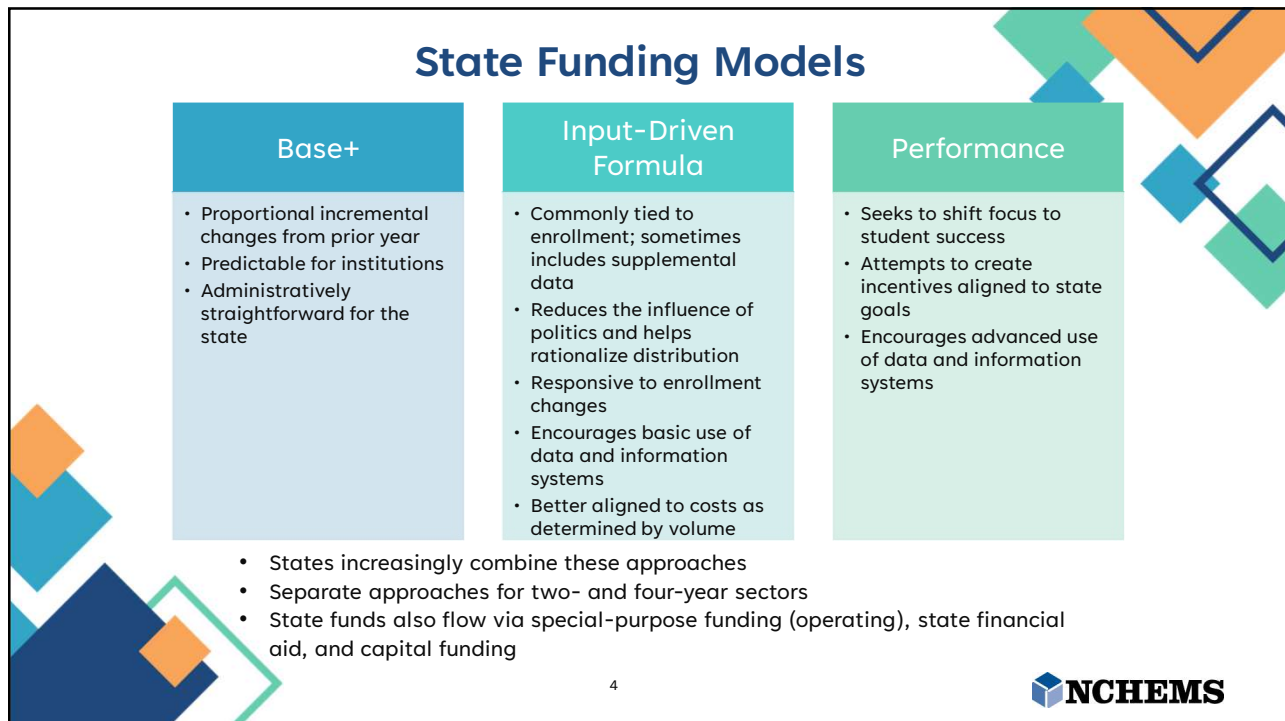 State Funding Models
Base+
• Proportional incremental
changes from prior year
• Predictable for institutions
• Administratively
straightforward for the
state
Input-Driven
Formula
• Commonly tied to
enrollment; sometimes
includes supplemental
data
• Reduces the influence of
politics and helps
rationalize distribution
• Responsive to enrollment
changes
• Encourages basic use of
data and information
systems
• Better aligned to costs as
determined by volume
Performance
• Seeks to shift focus to
student success
• Attempts to create
incentives aligned to state
goals
• Encourages advanced use
of data and information
systems
• States increasingly combine these approaches
• Separate approaches for two- and four-year sectors
• State funds also flow via special-purpose funding (operating), state financial
aid, and capital funding
4
NCHEMS